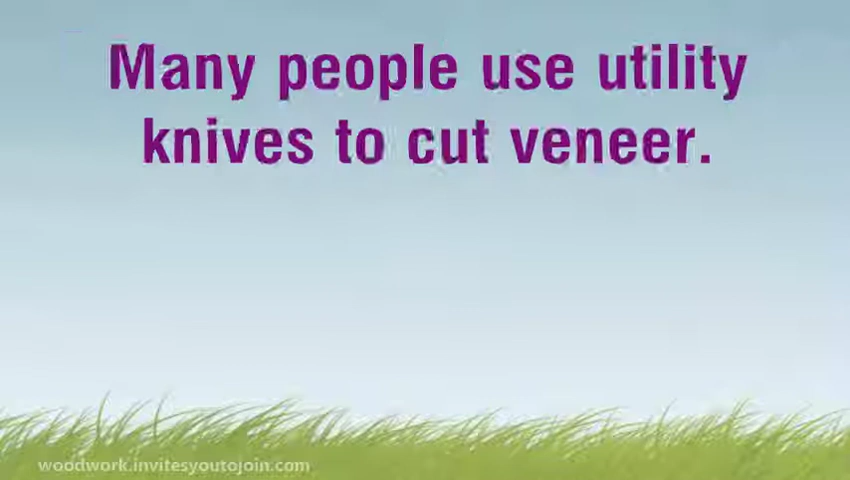 Many people use utility
knives to cut veneer.
woodwork.invitesyoutojoin.com